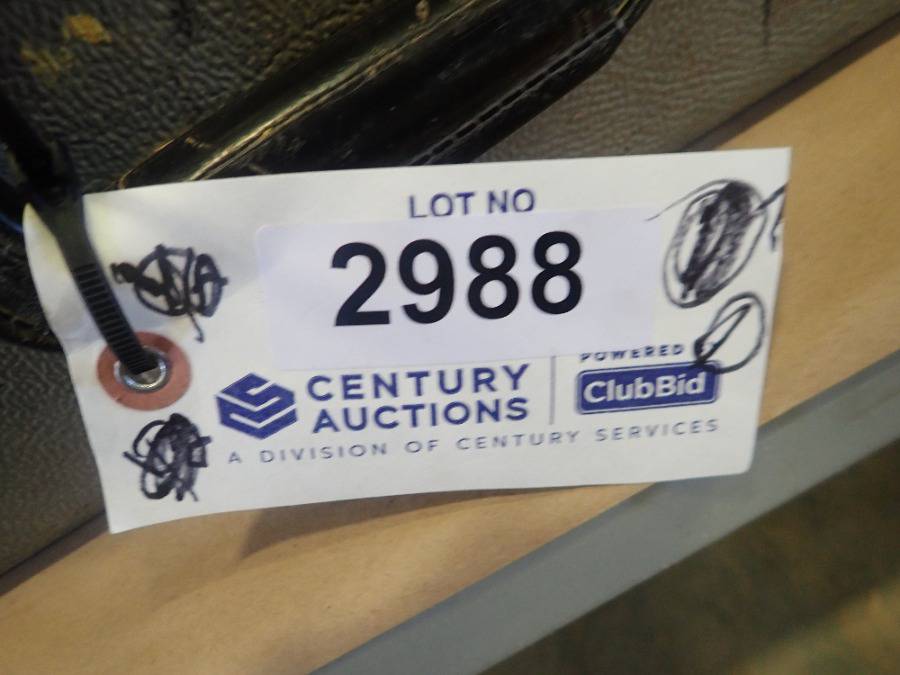 LOT NO
2988
CENTURY
AUCTIONS
POWERED
ClubBid
A DIVISION OF CENTURY SERVICES